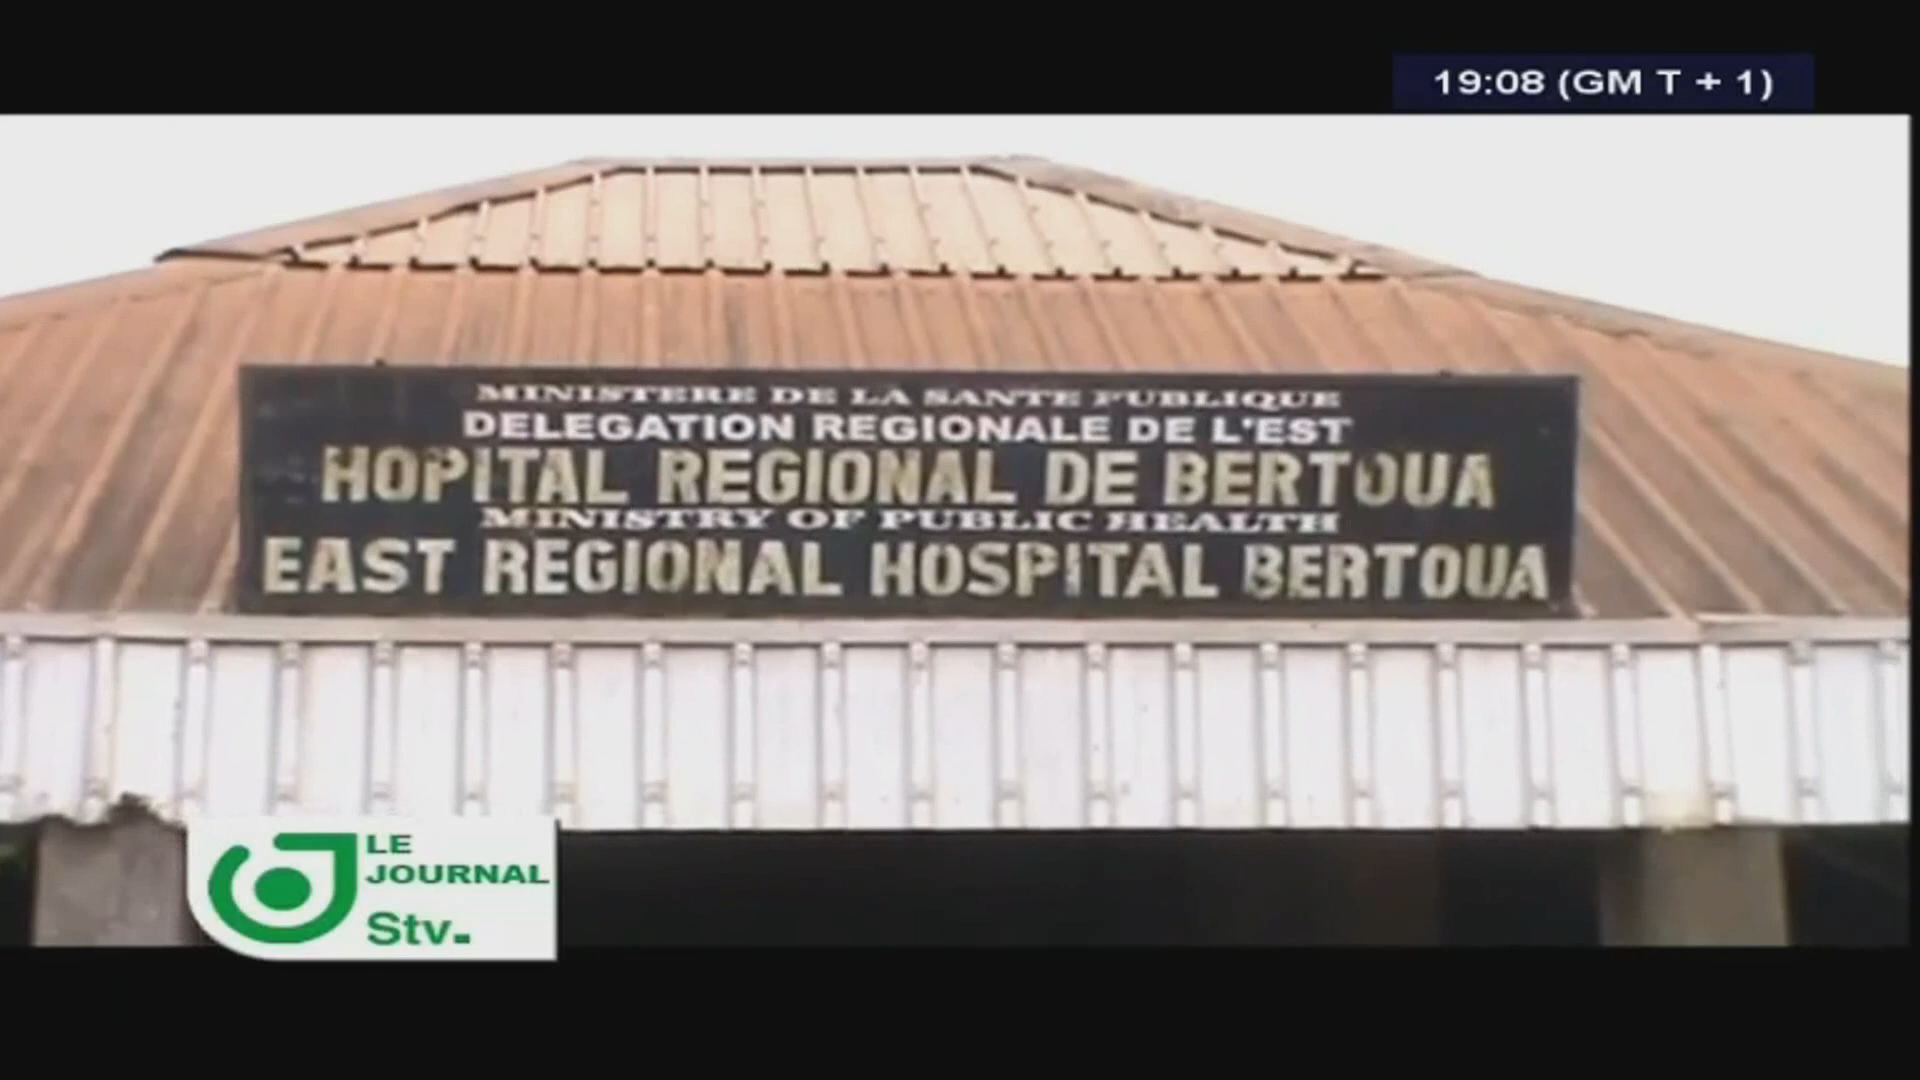 19:08 (GMT + 1)
MINISTERE DE LA SANTE PUBLIQUE
DELEGATION REGIONALE DE L'EST
HOPITAL REGIONAL DE BERTOUA
MINISTRY OF PUBLIC HEALTH
EAST REGIONAL HOSPITAL BERTOUA
LE
JOURNAL
Stv.